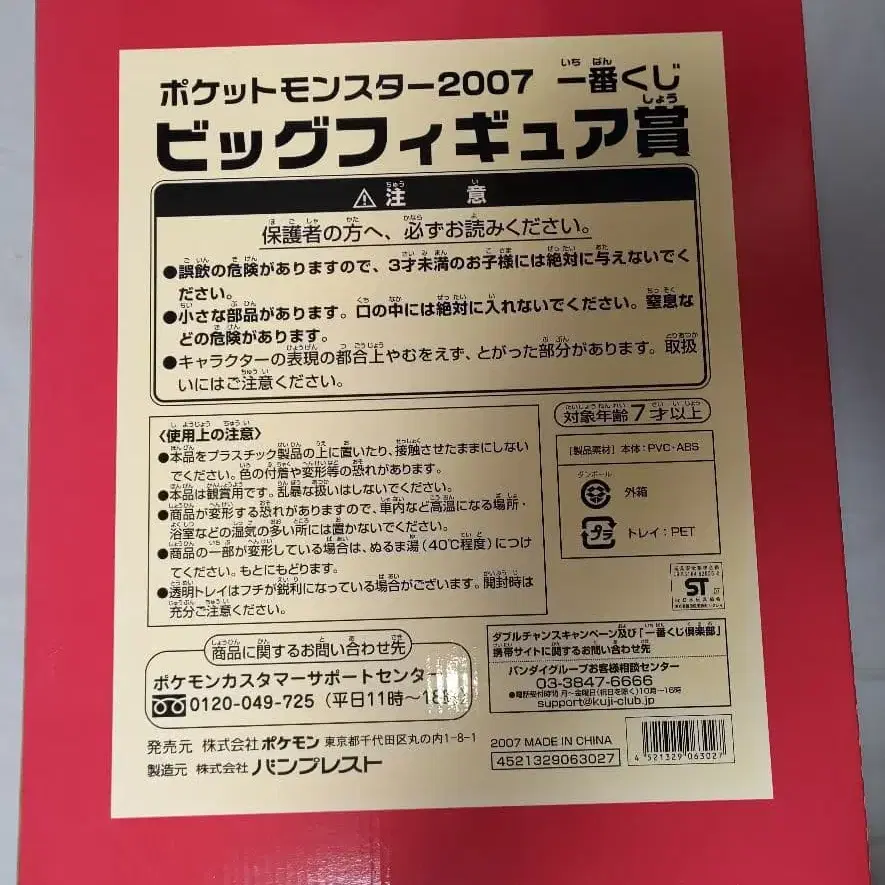 ポケットモンスター2007 一番くじ
ビッグフィギュア賞
⚠注 意
保護者の方へ、必ずお読みください。
●誤飲の危険がありますので、3才未満のお子様には絶対に与えないでく
ださい。
●小さな部品があります。口の中には絶対に入れないでください。窒息な
どの危険があります。
●キャラクターの表現の都合上やむをえず、とがった部分があります。取扱
いにはご注意ください。
対象年齢7才以上
〈使用上の注意〉
●本品をプラスチック製品の上に置いたり、接触させたままにしない
でください。色の付着や変形等の恐れがあります。
●本品は観賞用です。乱暴な扱いはしないでください。
●商品が変形する恐れがありますので、車内など高温になる場所・
浴室などの湿気の多い所には置かないでください。
●商品の一部が変形している場合は、ぬるま湯(40℃程度)につけ
てください。もとにもどります。
●透明トレイはフチが鋭利になっている場合がございます。開封時は
充分ご注意ください。
[製品素材] 本体:PVC・ABS
ダンボール
外箱
プラ
トレイ:PET
ST
商品に関するお問い合わせ先
ポケモンカスタマーサポートセンター
0120-049-725 (平日11時〜18
ダブルチャンスキャンペーン及び「一番くじ倶楽部」
携帯サイトに関するお問い合わせ先
バンダイグループお客様相談センター
03-3847-6666
●電話受付時間 月〜金曜日(祝日を除く)10時〜16時
support@kuji-club.jp
発売元 株式会社ポケモン 東京都千代田区丸の内1-8-1
製造元 株式会社バンプレスト
2007 MADE IN CHINA
4521329063027
4 521329 063027